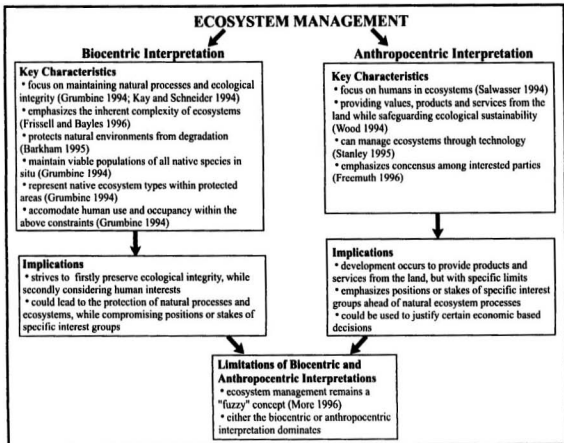 ECOSYSTEM MANAGEMENT
Biocentric Interpretation
Key Characteristics
• focus on maintaining natural processes and ecological
integrity (Grumbine 1994; Kay and Schneider 1994)
• emphasizes the inherent complexity of ecosystems
(Frissell and Bayles 1996)
• protects natural environments from degradation
(Barkham 1995)
• maintain viable populations of all native species in
situ (Grumbine 1994)
• represent native ecosystem types within protected
areas (Grumbine 1994)
• accomodate human use and occupancy within the
above constraints (Grumbine 1994)
Implications
• strives to firstly preserve ecological integrity, while
secondly considering human interests
• could lead to the protection of natural processes and
ecosystems, while compromising positions or stakes of
specific interest groups
Anthropocentric Interpretation
Key Characteristics
• focus on humans in ecosystems (Salwasser 1994)
• providing values, products and services from the
land while safeguarding ecological sustainability
(Wood 1994)
• can manage ecosystems through technology
(Stanley 1995)
• emphasizes concensus among interested parties
(Freemuth 1996)
Implications
• development occurs to provide products and
services from the land, but with specific limits
• emphasizes positions or stakes of specific interest
groups ahead of natural ecosystem processes
• could be used to justify certain economic based
decisions
Limitations of Biocentric and
Anthropocentric Interpretations
• ecosystem management remains a
"fuzzy" concept (More 1996)
• either the biocentric or anthropocentric
interpretation dominates